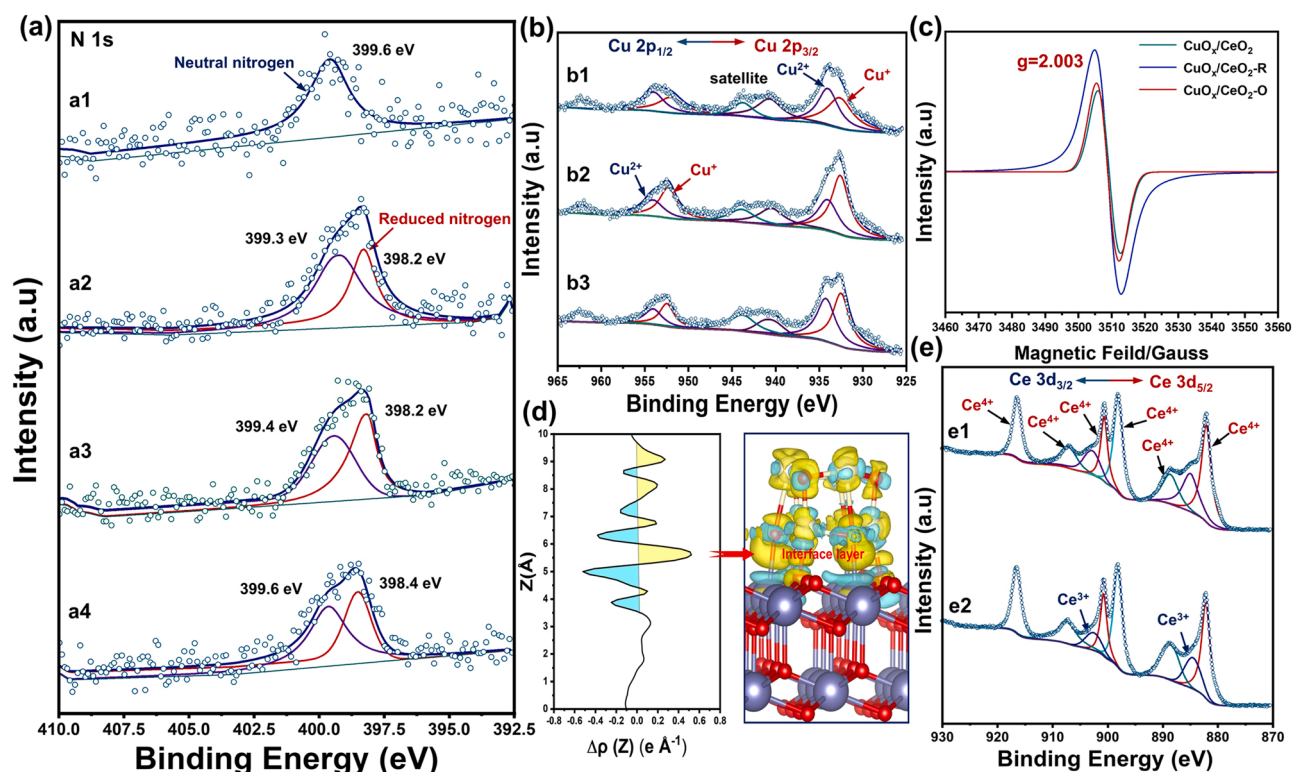 (a)
N 1s
399.6 eV
Neutral nitrogen
a1
Reduced nitrogen
399.3 eV
398.2 eV
a2
399.4 eV
398.2 eV
a3
399.6 eV
398.4 eV
a4
Intensity (a.u)
410.0 407.5 405.0 402.5 400.0 397.5 395.0 392.5
Binding Energy (eV)
(b)
Cu 2p1/2 Cu 2p3/2
b1
satellite
Cu2+
Cu+
b2
Cu2+
Cu+
b3
Intensity (a.u)
965 960 955 950 945 940 935 930 925
Binding Energy (eV)
(c)
g=2.003
CuOx/CeO2
CuOx/CeO2-R
CuOx/CeO2-O
Intensity (a.u)
3460 3470 3480 3490 3500 3510 3520 3530 3540 3550 3560
Magnetic Feild/Gauss
(d)
10
9
8
7
6
5
4
3
2
1
0
Z(Å)
-0.8 -0.6 -0.4 -0.2 0.0 0.2 0.4 0.6 0.8
Δρ (Z) (e Å-1)
Interface layer
(e)
Ce 3d3/2 Ce 3d5/2
e1
Ce4+
Ce4+
Ce4+
Ce4+
Ce4+
Ce4+
e2
Ce3+
Ce3+
Intensity (a.u)
930 920 910 900 890 880 870
Binding Energy (eV)